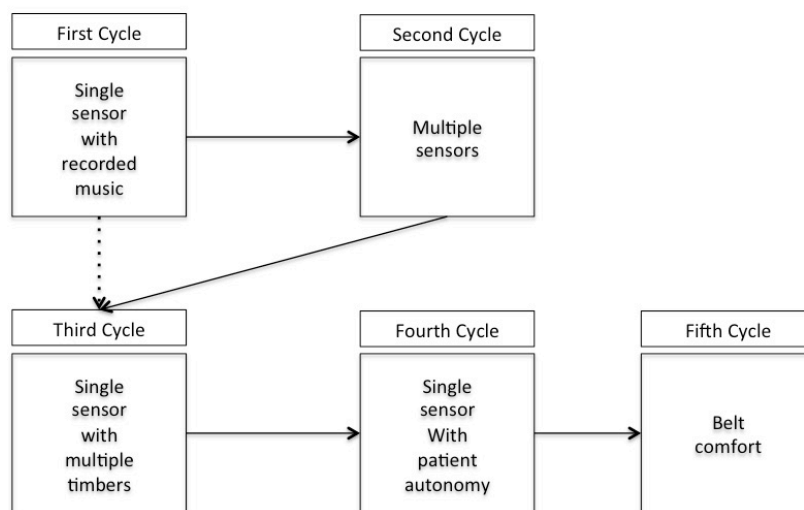 First Cycle
Single
sensor
with
recorded
music
Second Cycle
Multiple
sensors
Third Cycle
Single
sensor
with
multiple
timbers
Fourth Cycle
Single
sensor
With
patient
autonomy
Fifth Cycle
Belt
comfort